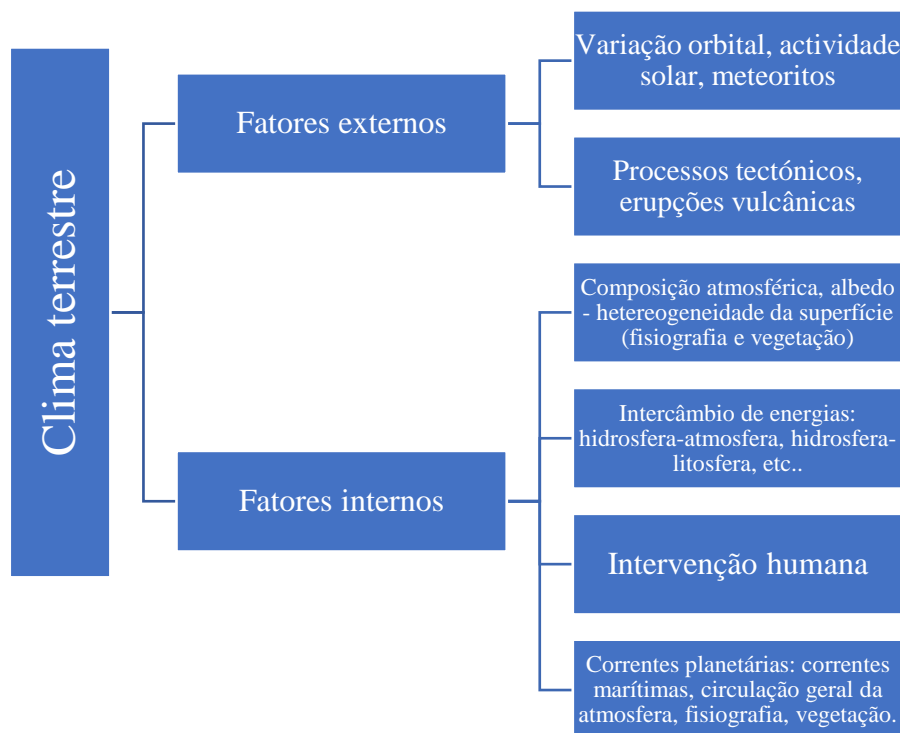 Clima terrestre
Fatores externos
Variação orbital, actividade
solar, meteoritos
Processos tectónicos,
erupções vulcânicas
Fatores internos
Composição atmosférica, albedo
- hetereogeneidade da superfície
(fisiografia e vegetação)
Intercâmbio de energias:
hidrosfera-atmosfera, hidrosfera-
litosfera, etc..
Intervenção humana
Correntes planetárias: correntes
marítimas, circulação geral da
atmosfera, fisiografia, vegetação.